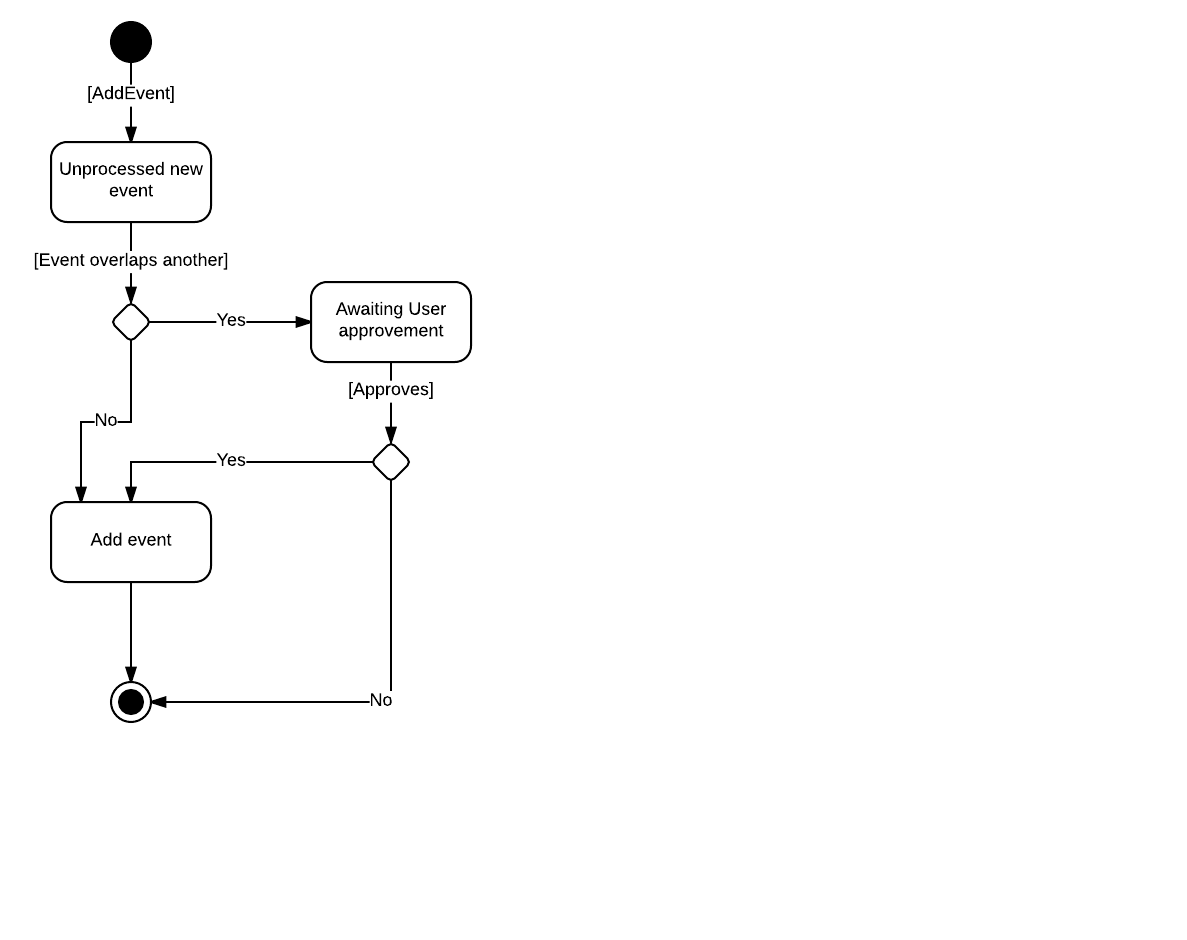 [AddEvent]
Unprocessed new
event
[Event overlaps another]
Awaiting User
approvement
Yes
[Approves]
No
Yes
Add event
No